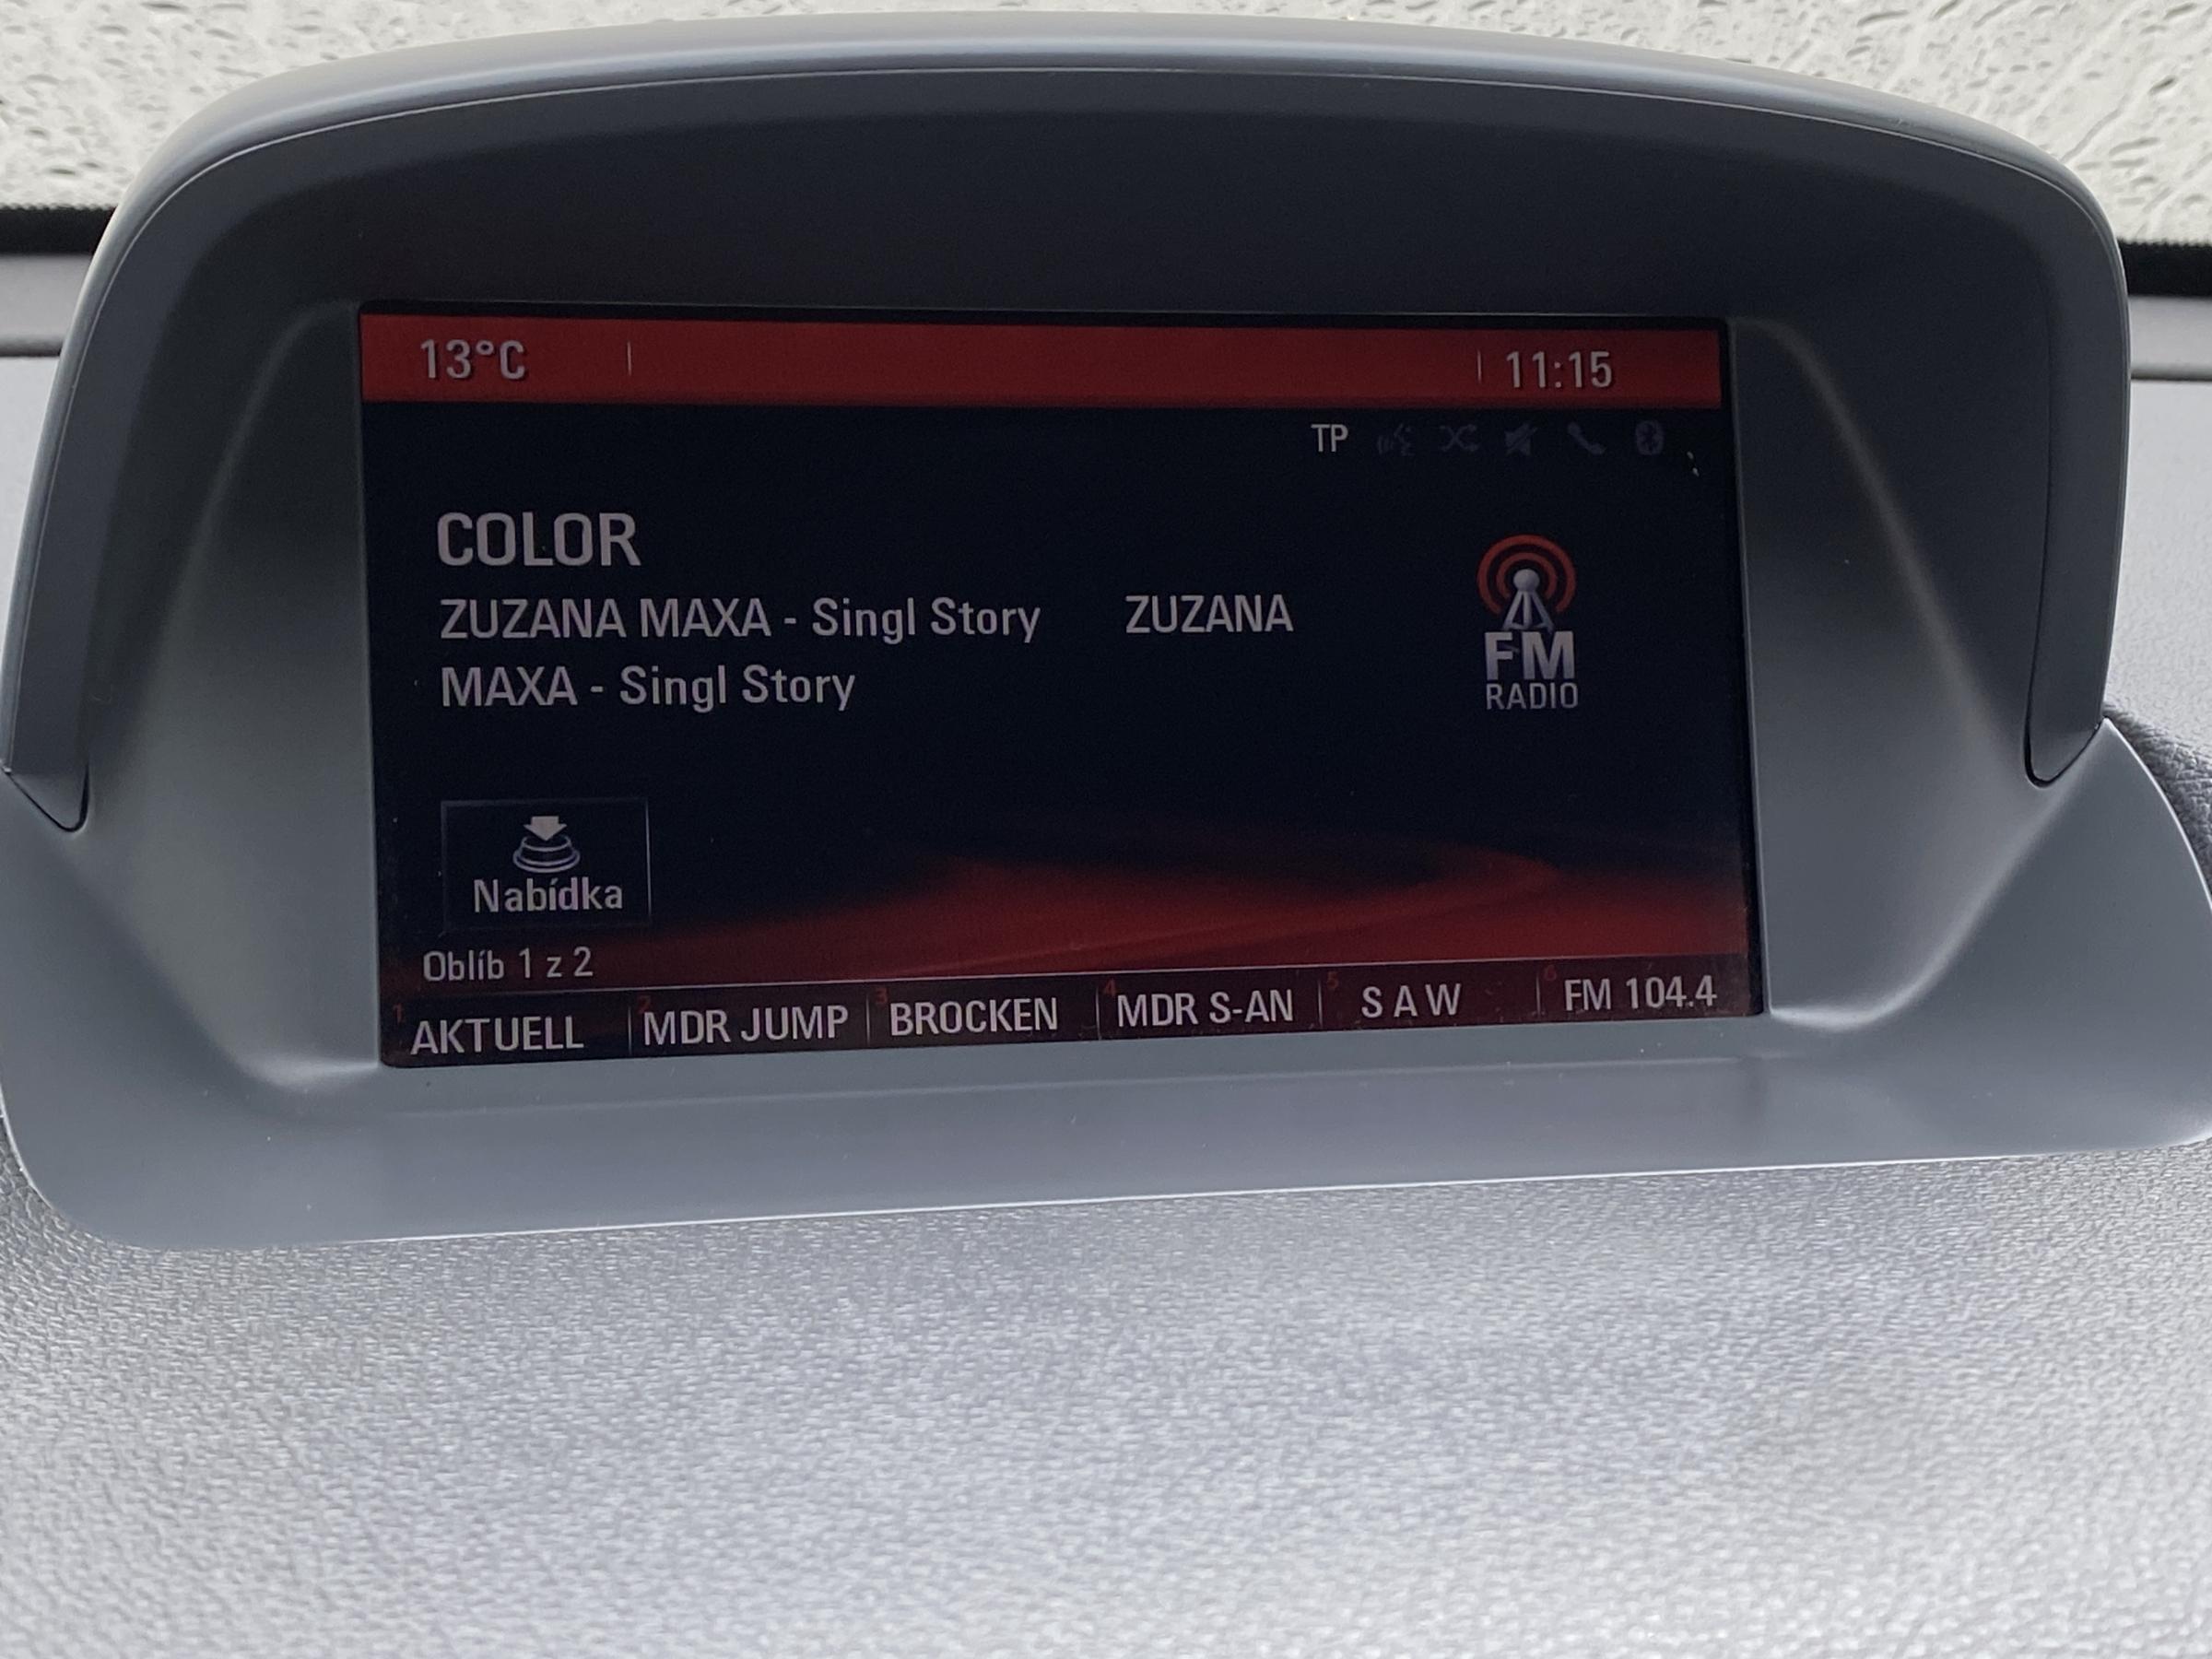 13°C 11:15
TP
COLOR
ZUZANA MAXA - Singl Story ZUZANA
MAXA - Singl Story
FM
RADIO
Nabídka
Oblíb 1 z 2
1 AKTUELL 2 MDR JUMP 3 BROCKEN 4 MDR S-AN 5 S A W 6 FM 104.4